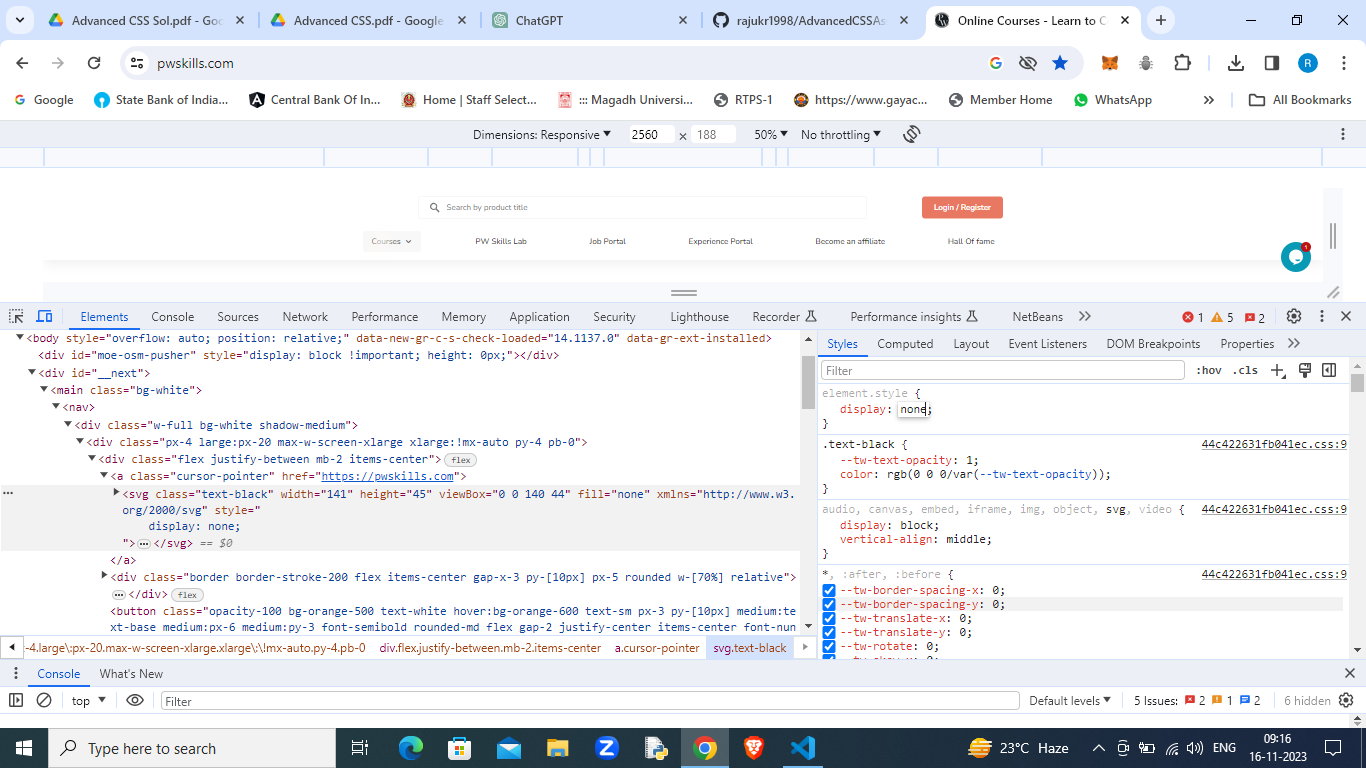 Advanced CSS Sol.pdf - Goo
Advanced CSS.pdf - Google
ChatGPT
rajukr1998/AdvancedCSSAs
Online Courses - Learn to C
pwskills.com
R
Google
State Bank of India...
Central Bank Of In...
Home | Staff Select...
::: Magadh Universi...
RTPS-1
https://www.gayac...
Member Home
WhatsApp
All Bookmarks
Dimensions: Responsive
2560 × 188
50%
No throttling
Search by product title
Login / Register
Courses
PW Skills Lab
Job Portal
Experience Portal
Become an affiliate
Hall Of fame
1
Elements
Console
Sources
Network
Performance
Memory
Application
Security
Lighthouse
Recorder
Performance insights
NetBeans
1
5
2
<body style="overflow: auto; position: relative;" data-new-gr-c-s-check-loaded="14.1137.0" data-gr-ext-installed>
<div id="moe-osm-pusher" style="display: block !important; height: 0px;"></div>
<div id="__next">
<main class="bg-white">
<nav>
<div class="w-full bg-white shadow-medium">
<div class="px-4 large:px-20 max-w-screen-xlarge xlarge:!mx-auto py-4 pb-0">
<div class="flex justify-between mb-2 items-center"> flex
<a class="cursor-pointer" href="https://pwskills.com">
<svg class="text-black" width="141" height="45" viewBox="0 0 140 44" fill="none" xmlns="http://www.w3.
org/2000/svg" style="
display: none;
"> … </svg> == $0
</a>
<div class="border border-stroke-200 flex items-center gap-x-3 py-[10px] px-5 rounded w-[70%] relative">
… </div> flex
<button class="opacity-100 bg-orange-500 text-white hover:bg-orange-600 text-sm px-3 py-[10px] medium:te
xt-base medium:px-6 medium:py-3 font-semibold rounded-md flex gap-2 justify-center items-center font-nun
-4.large\:px-20.max-w-screen-xlarge.xlarge\:\!mx-auto.py-4.pb-0
div.flex.justify-between.mb-2.items-center
a.cursor-pointer
svg.text-black
Styles
Computed
Layout
Event Listeners
DOM Breakpoints
Properties
Filter
:hov
.cls
element.style {
display: none;
}
.text-black {
44c422631fb041ec.css:9
--tw-text-opacity: 1;
color: rgb(0 0 0/var(--tw-text-opacity));
}
audio, canvas, embed, iframe, img, object, svg, video {
44c422631fb041ec.css:9
display: block;
vertical-align: middle;
}
*, :after, :before {
44c422631fb041ec.css:9
--tw-border-spacing-x: 0;
--tw-border-spacing-y: 0;
--tw-translate-x: 0;
--tw-translate-y: 0;
--tw-rotate: 0;
Console
What's New
top
Filter
Default levels
5 Issues: 2 1 2
6 hidden
Type here to search
23°C Haze
ENG
09:16
16-11-2023